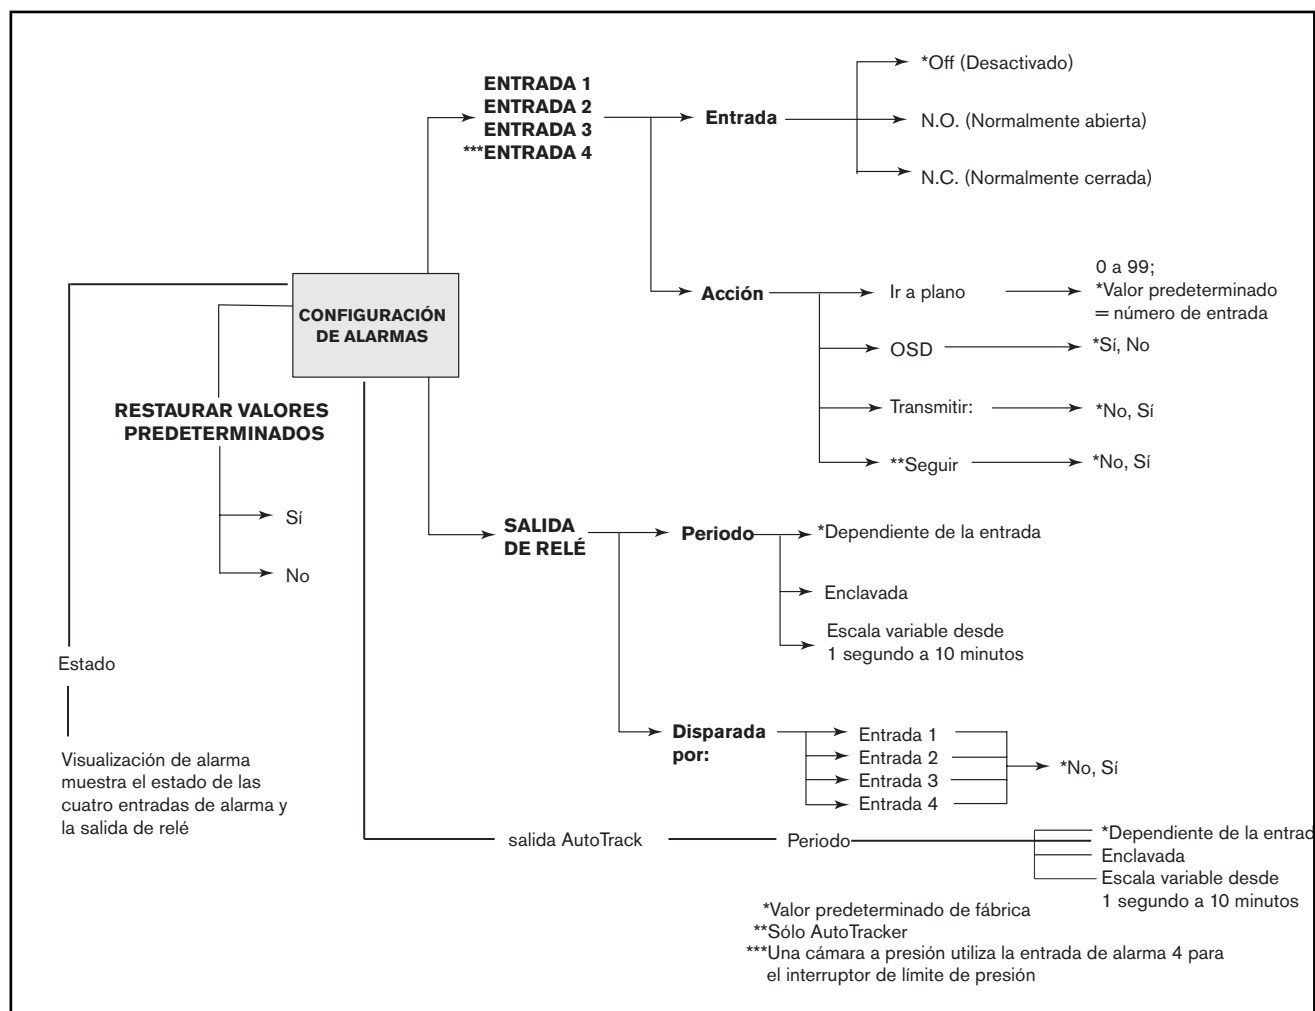 *Off (Desactivado)
ENTRADA 1
ENTRADA 2
ENTRADA 3
***ENTRADA 4
Entrada
N.O. (Normalmente abierta)
N.C. (Normalmente cerrada)
CONFIGURACIÓN
DE ALARMAS
Acción
Ir a plano
0 a 99;
*Valor predeterminado
= número de entrada
OSD
*Sí, No
Transmitir:
*No, Sí
**Seguir
*No, Sí
RESTAURAR VALORES
PREDETERMINADOS
Sí
No
SALIDA
DE RELÉ
Periodo
*Dependiente de la entrada
Enclavada
Escala variable desde
1 segundo a 10 minutos
Estado
Visualización de alarma
muestra el estado de las
cuatro entradas de alarma y
la salida de relé
Disparada
por:
Entrada 1
Entrada 2
Entrada 3
Entrada 4
*No, Sí
salida AutoTrack
Periodo
*Dependiente de la entrad
Enclavada
Escala variable desde
1 segundo a 10 minutos
*Valor predeterminado de fábrica
**Sólo AutoTracker
***Una cámara a presión utiliza la entrada de alarma 4 para
el interruptor de límite de presión